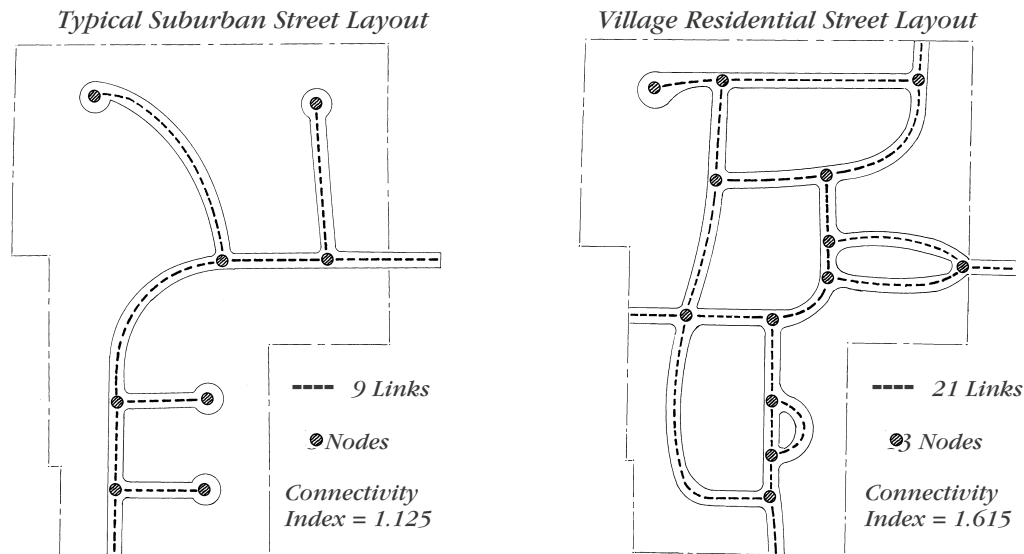 Typical Suburban Street Layout
9 Links
Nodes
Connectivity
Index = 1.125
Village Residential Street Layout
21 Links
3 Nodes
Connectivity
Index = 1.615